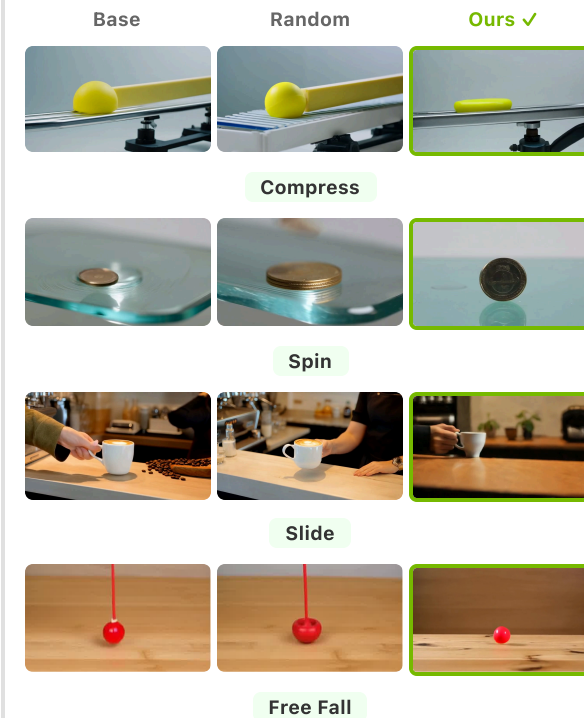 Base Random Ours ✓
Compress
Spin
Slide
Free Fall